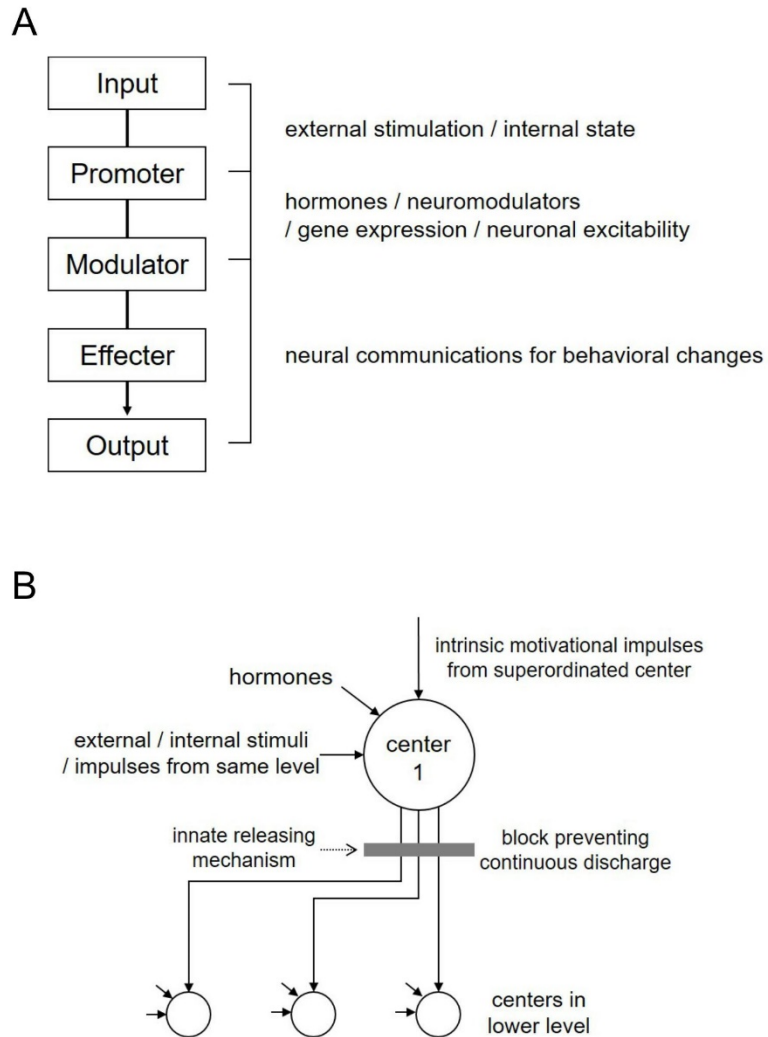 A
Input
external stimulation / internal state
Promoter
hormones / neuromodulators
/ gene expression / neuronal excitability
Modulator
Effecter
neural communications for behavioral changes
Output
B
intrinsic motivational impulses
from superordinated center
hormones
external / internal stimuli
/ impulses from same level
center
1
innate releasing
mechanism
block preventing
continuous discharge
centers in
lower level